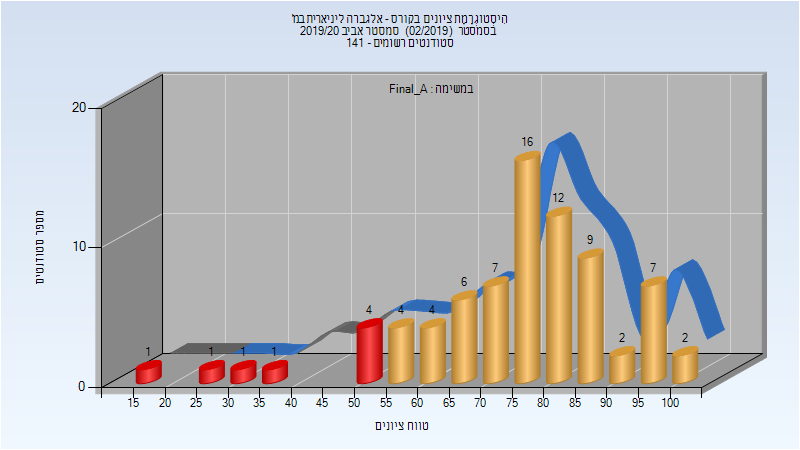 היסטוגרמת ציונים בקורס - אלגברה ליניארית במ'
בסמסטר (02/2019) סמסטר אביב 2019/20
סטודנטים רשומים - 141
במשימה : Final_A
מספר סטודנטים
20
10
0
1 1 1 1 4 4 4 6 7 16 12 9 2 7 2
15 20 25 30 35 40 45 50 55 60 65 70 75 80 85 90 95 100
טווח ציונים